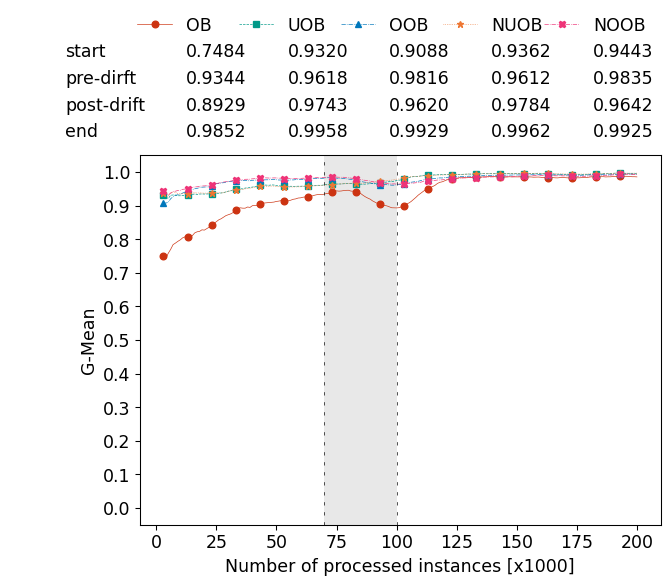 OB UOB OOB NUOB NOOB
start 0.7484 0.9320 0.9088 0.9362 0.9443
pre-dirft 0.9344 0.9618 0.9816 0.9612 0.9835
post-drift 0.8929 0.9743 0.9620 0.9784 0.9642
end 0.9852 0.9958 0.9929 0.9962 0.9925
1.0
0.9
0.8
0.7
0.6
0.5
0.4
0.3
0.2
0.1
0.0
G-Mean
0 25 50 75 100 125 150 175 200
Number of processed instances [x1000]